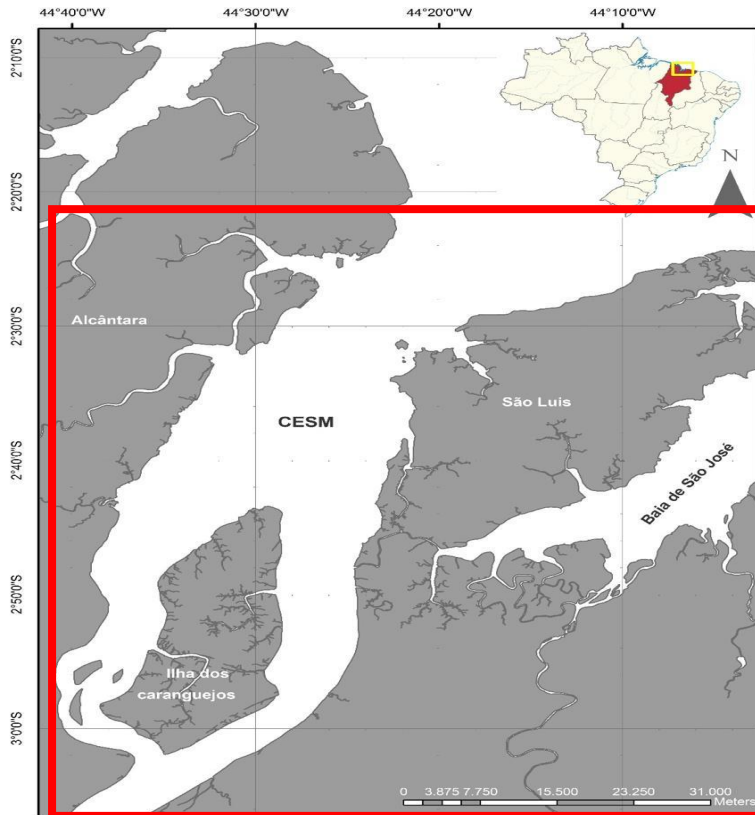 44°40'0"W 44°30'0"W 44°20'0"W 44°10'0"W
2°10'0"S
N
2°20'0"S
Alcântara
2°30'0"S
São Luis
CESM
2°40'0"S
Baia de São José
2°50'0"S
Ilha dos
caranguejos
3°0'0"S
0 3.875 7.750 15.500 23.250 31.000
Meters